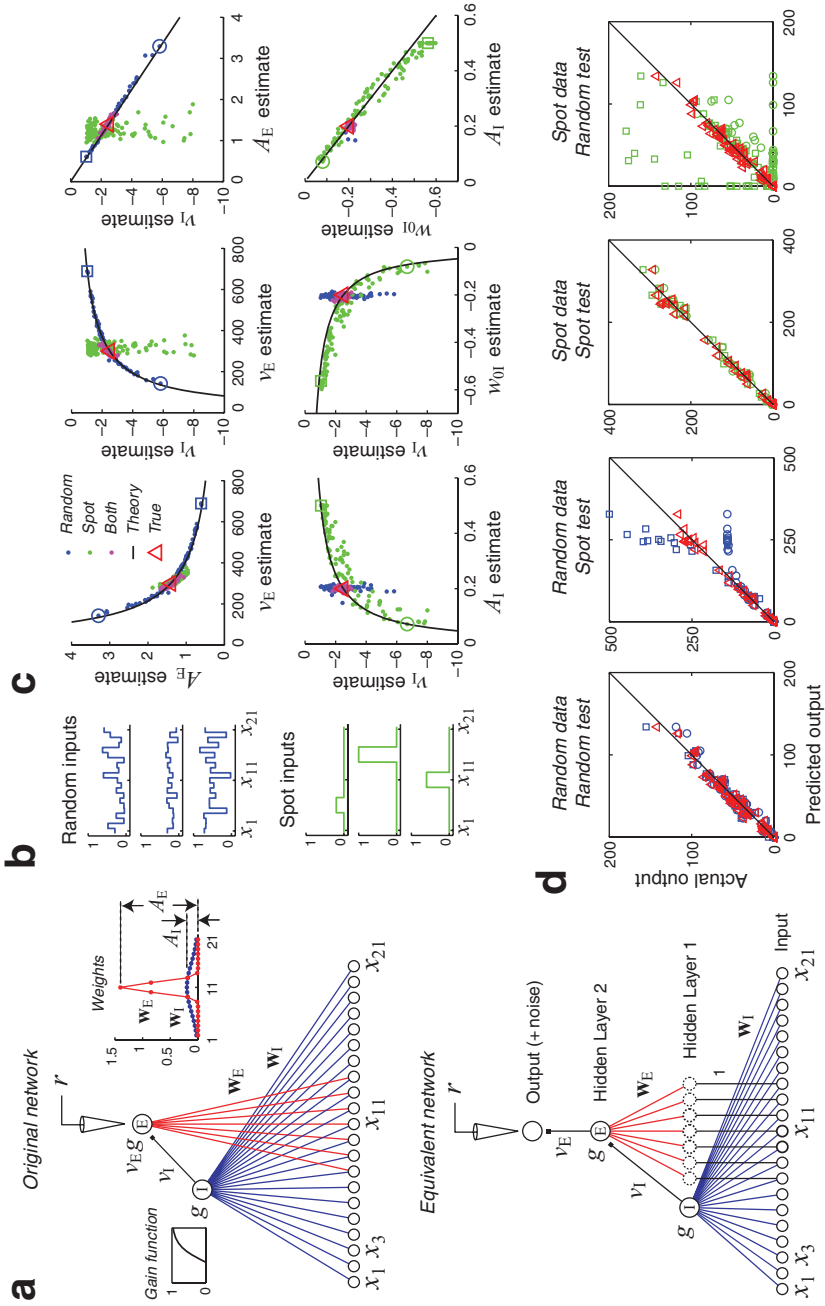 a
Original network
r
Gain function
1
0
g
I
v_E g
E
v_I
w_E
w_I
x_1
x_3
x_11
x_21
Weights
1.5
1
0.5
0
w_E
w_I
A_I
A_E
1
11
21
Equivalent network
r
Output (+ noise)
v_E
Hidden Layer 2
g
E
v_I
w_E
Hidden Layer 1
g
I
1
w_I
Input
x_1
x_3
x_11
x_21
b
Random inputs
1
0
1
0
1
0
x_1
x_11
x_21
Spot inputs
1
0
1
0
1
0
x_1
x_11
x_21
c
A_E estimate
4
3
2
1
0
0
200
400
600
800
v_E estimate
Random
Spot
Both
Theory
True
v_I estimate
0
−2
−4
−6
−8
−10
0
200
400
600
800
v_E estimate
v_I estimate
0
−2
−4
−6
−8
−10
0
1
2
3
4
A_E estimate
v_I estimate
0
−2
−4
−6
−8
−10
0
0.2
0.4
0.6
A_I estimate
v_I estimate
0
−2
−4
−6
−8
−10
−0.6
−0.4
−0.2
0
w_0I estimate
w_0I estimate
0
−0.2
−0.4
−0.6
0
0.2
0.4
0.6
A_I estimate
d
Random data
Random test
Actual output
200
100
0
0
100
200
Predicted output
Random data
Spot test
500
250
0
0
250
500
Spot data
Spot test
400
200
0
0
200
400
Spot data
Random test
200
100
0
0
100
200